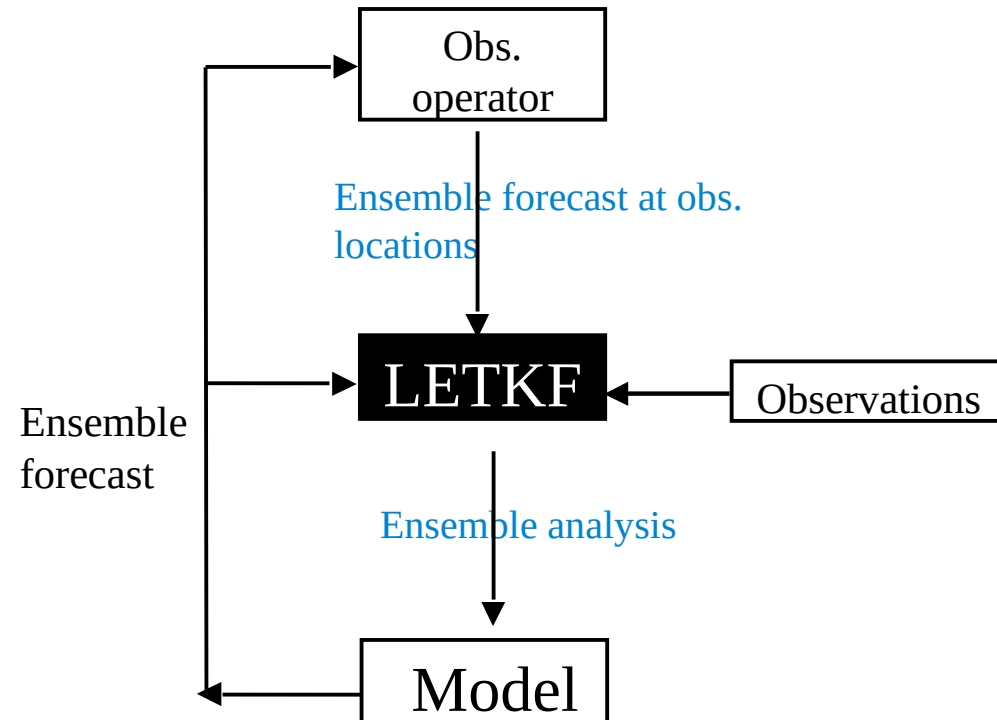 Obs.
operator
Ensemble forecast at obs.
locations
LETKF
Observations
Ensemble
forecast
Ensemble analysis
Model